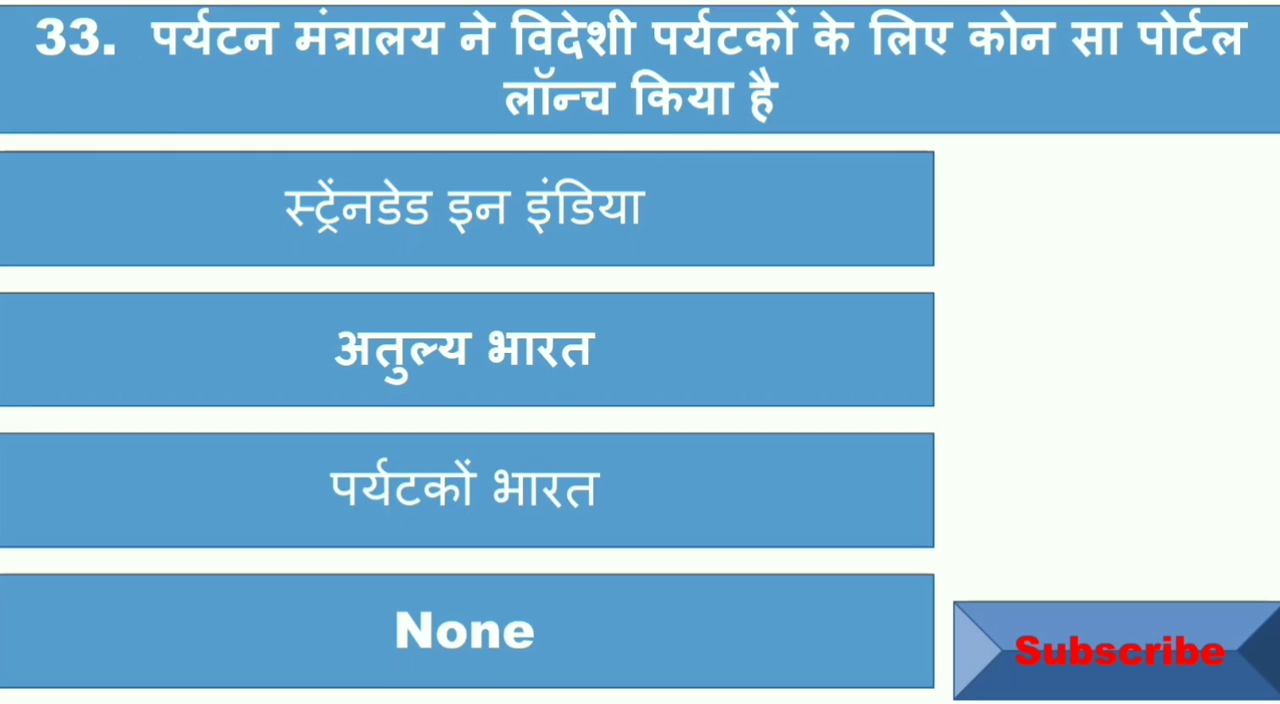 33. पर्यटन मंत्रालय ने विदेशी पर्यटकों के लिए कोन सा पोर्टल
लॉन्च किया है
स्ट्रेंनडेड इन इंडिया
अतुल्य भारत
पर्यटकों भारत
None
Subscribe